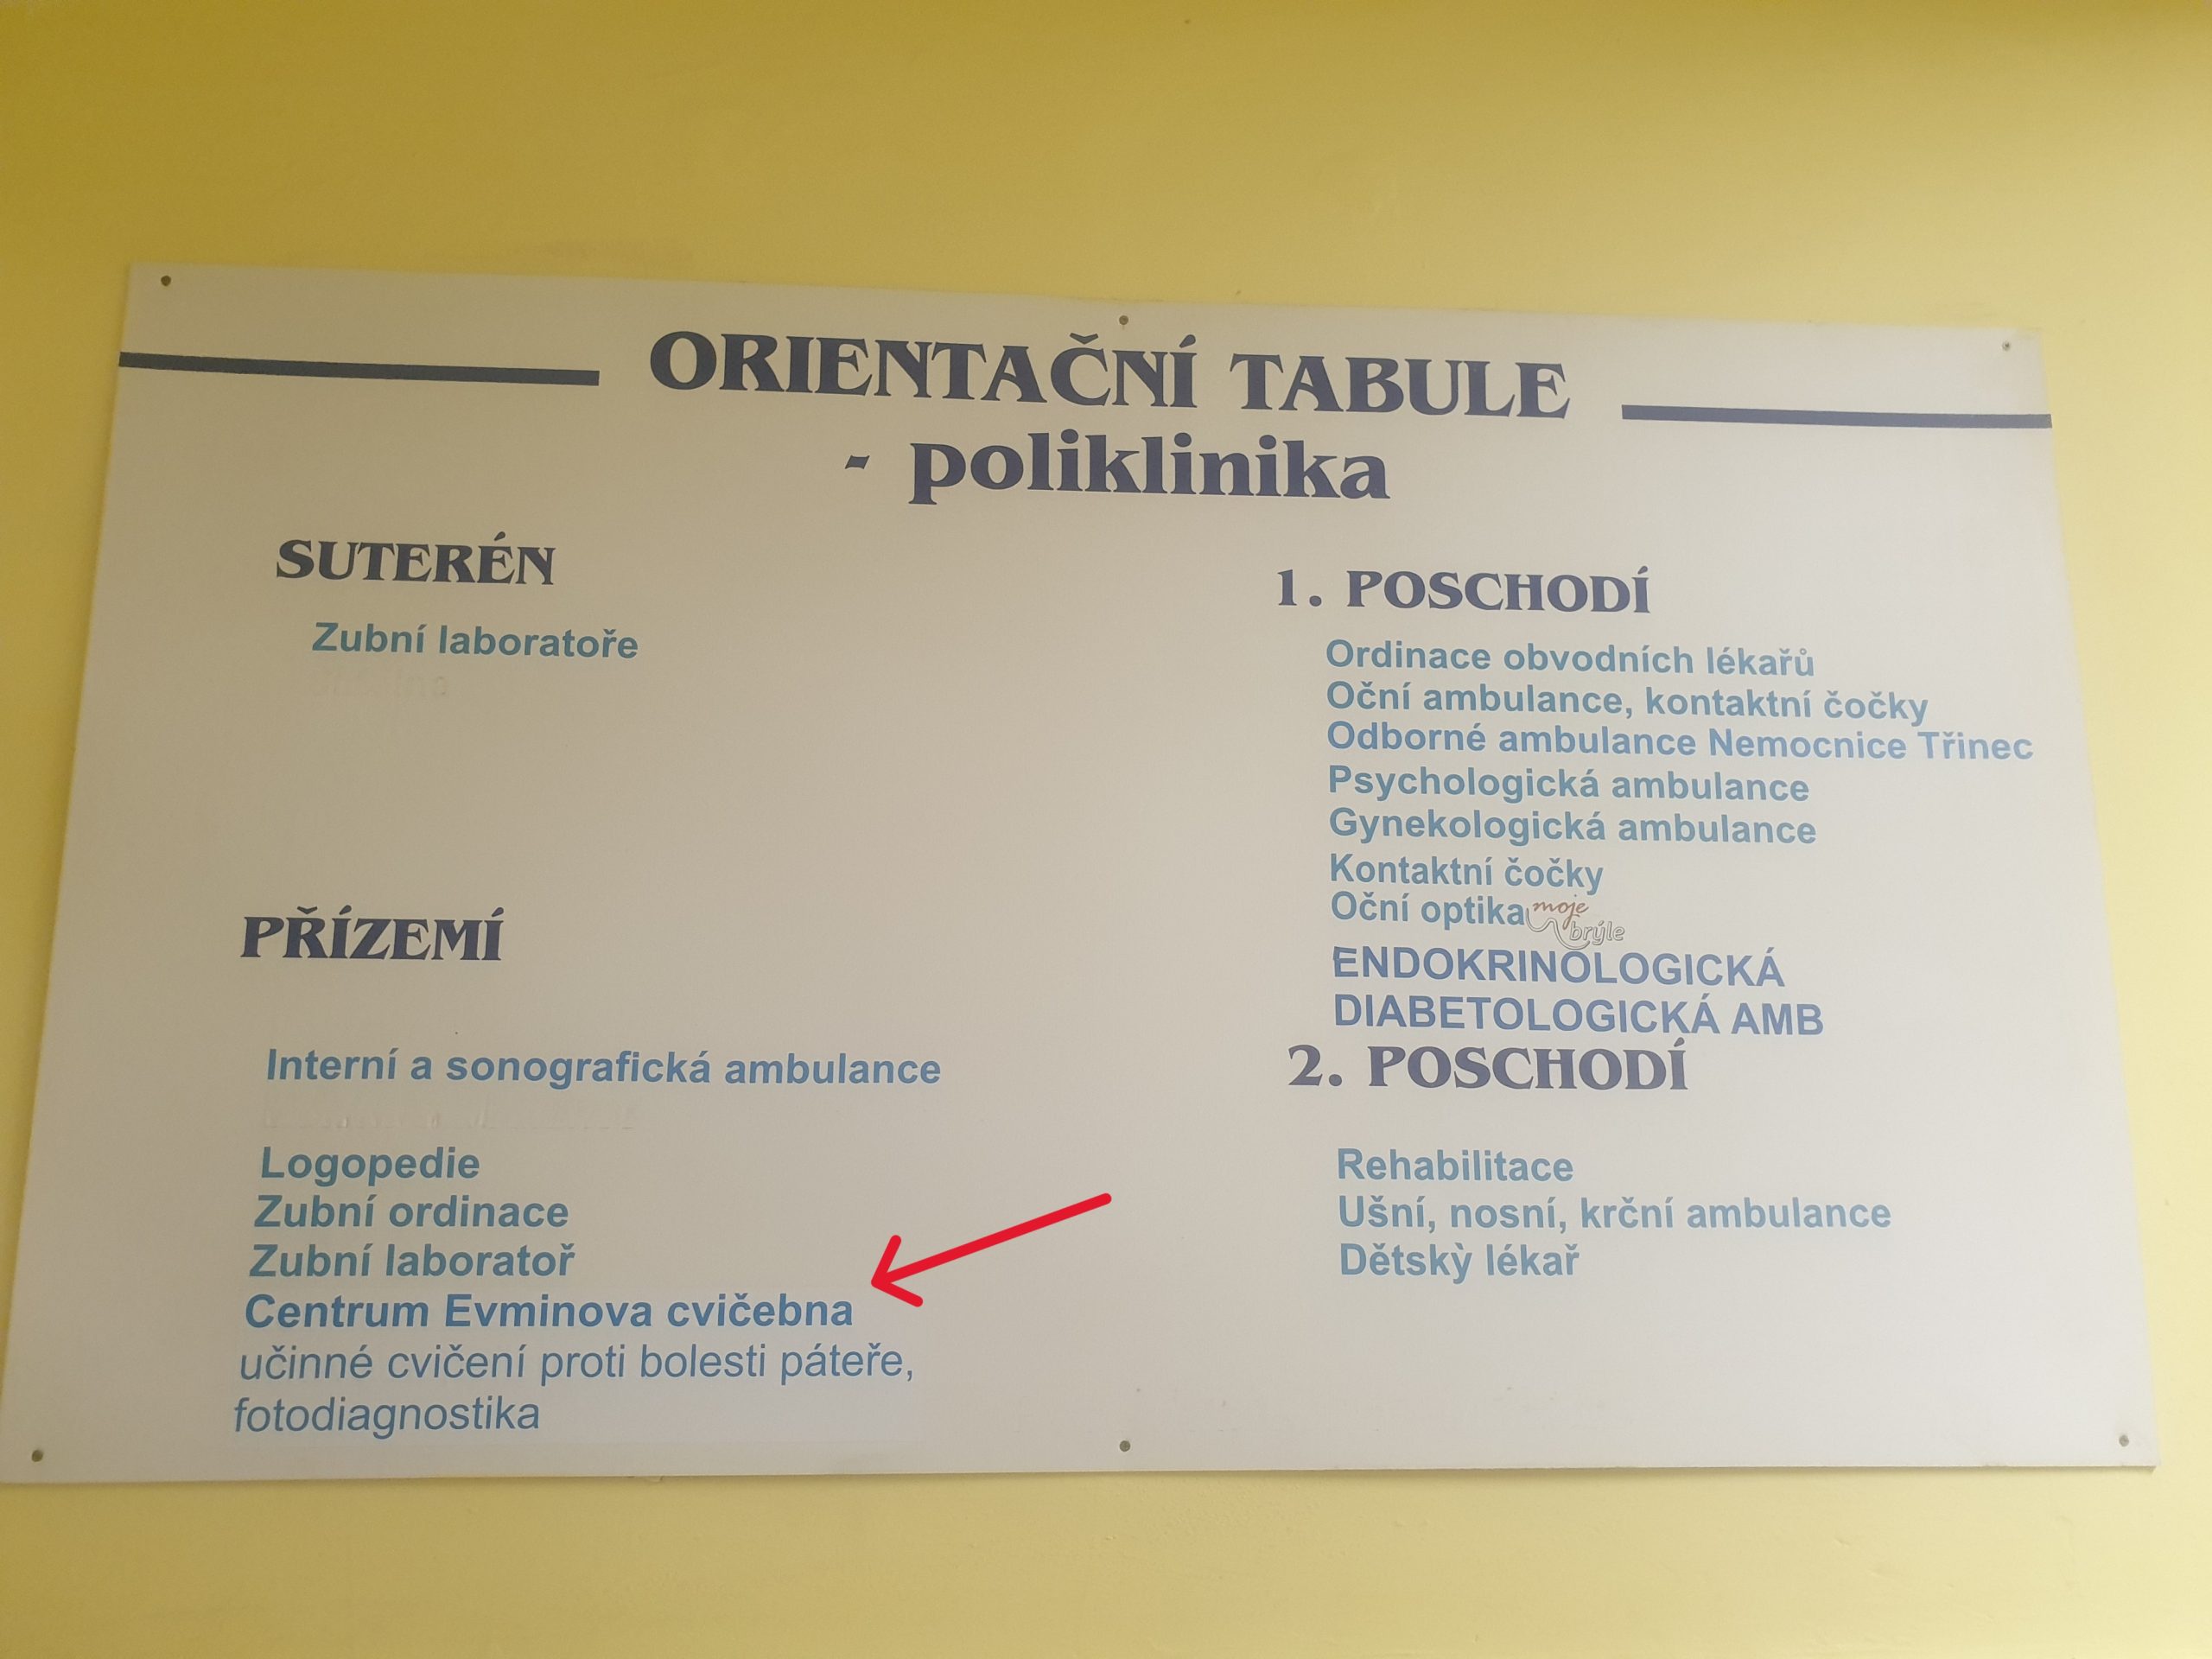 ORIENTAČNÍ TABULE
- poliklinika
SUTERÉN
Zubní laboratoře
PŘÍZEMÍ
Interní a sonografická ambulance
Logopedie
Zubní ordinace
Zubní laboratoř
Centrum Evminova cvičebna
učinné cvičení proti bolesti páteře,
fotodiagnostika
1. POSCHODÍ
Ordinace obvodních lékařů
Oční ambulance, kontaktní čočky
Odborné ambulance Nemocnice Třinec
Psychologická ambulance
Gynekologická ambulance
Kontaktní čočky
Oční optika moje brýle
ENDOKRINOLOGICKÁ
DIABETOLOGICKÁ AMB
2. POSCHODÍ
Rehabilitace
Ušní, nosní, krční ambulance
Dětskỳ lékař